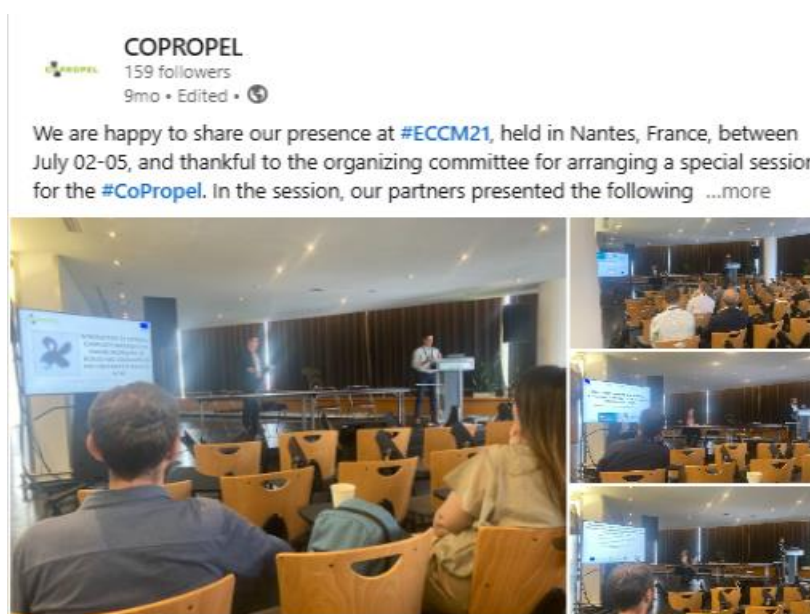 COPROPEL
COPROPEL
159 followers
9mo • Edited •
We are happy to share our presence at #ECCM21, held in Nantes, France, between
July 02-05, and thankful to the organizing committee for arranging a special session
for the #CoPropel. In the session, our partners presented the following ...more